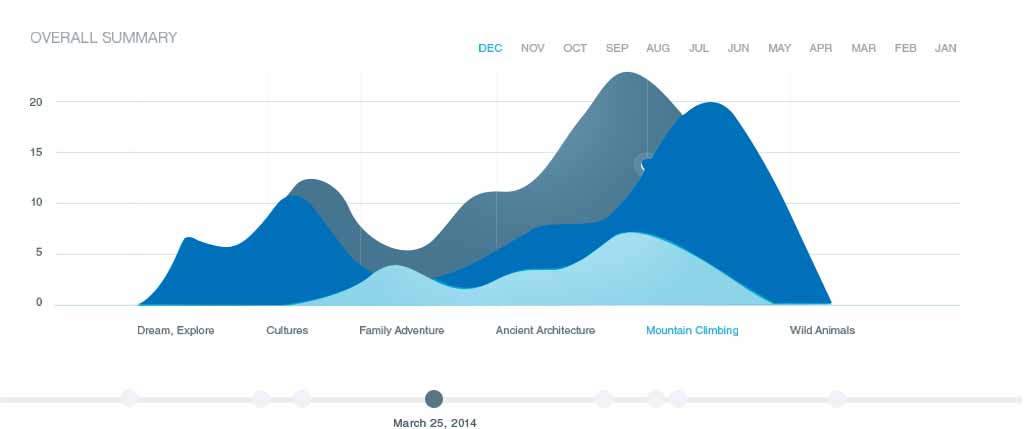 OVERALL SUMMARY
DEC NOV OCT SEP AUG JUL JUN MAY APR MAR FEB JAN
20
15
10
5
0
Dream, Explore Cultures Family Adventure Ancient Architecture Mountain Climbing Wild Animals
March 25, 2014